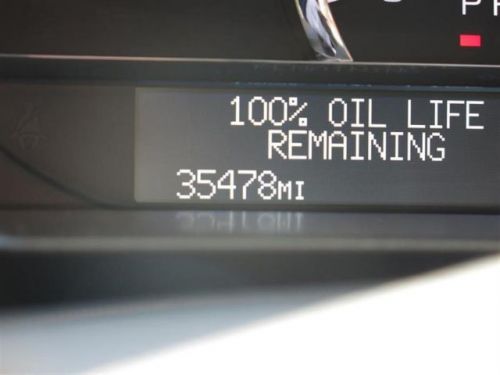 P
100% OIL LIFE
REMAINING
35478MI